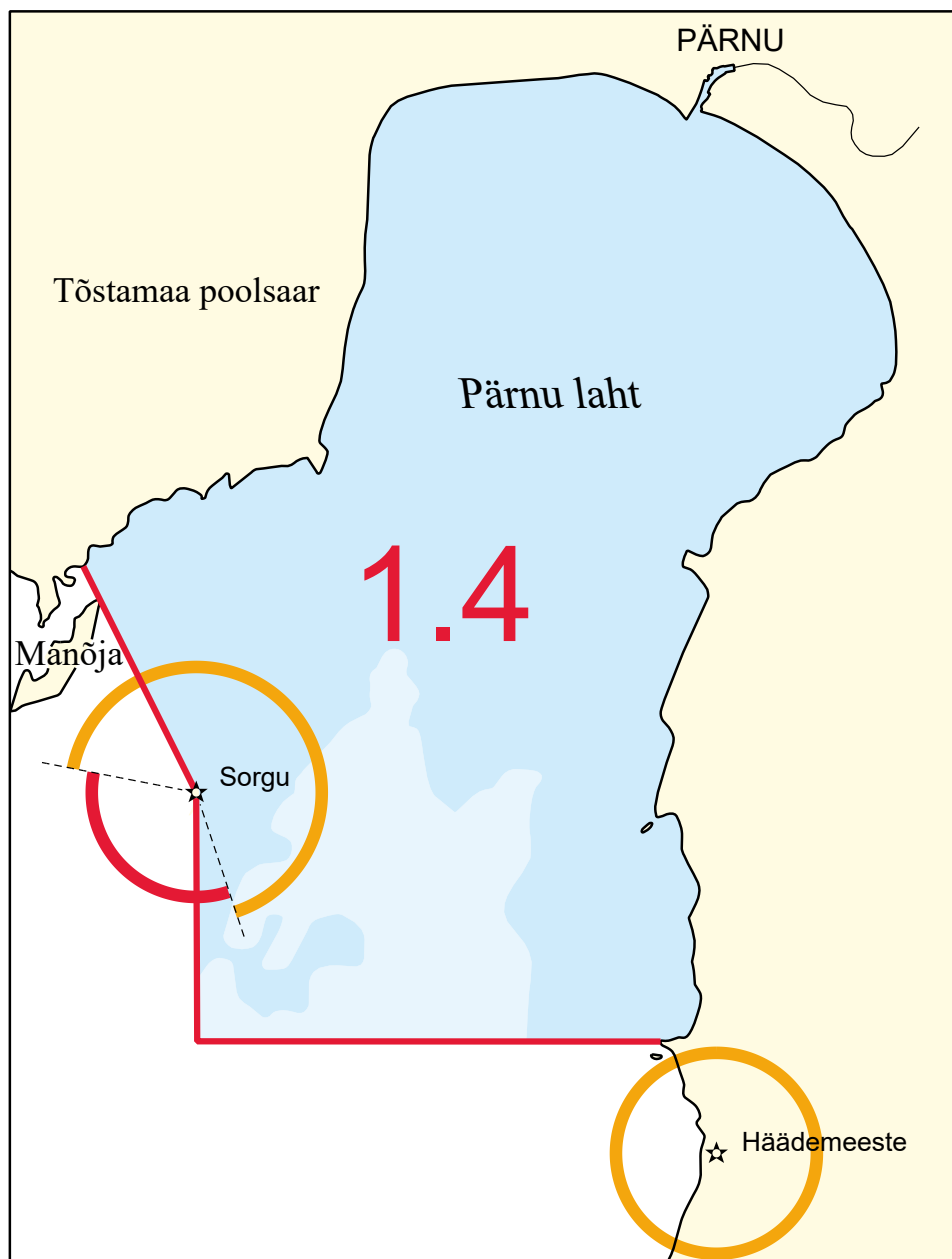 PÄRNU
Tõstamaa poolsaar
Pärnu laht
1.4
Manõja
Sorgu
Häädemeeste